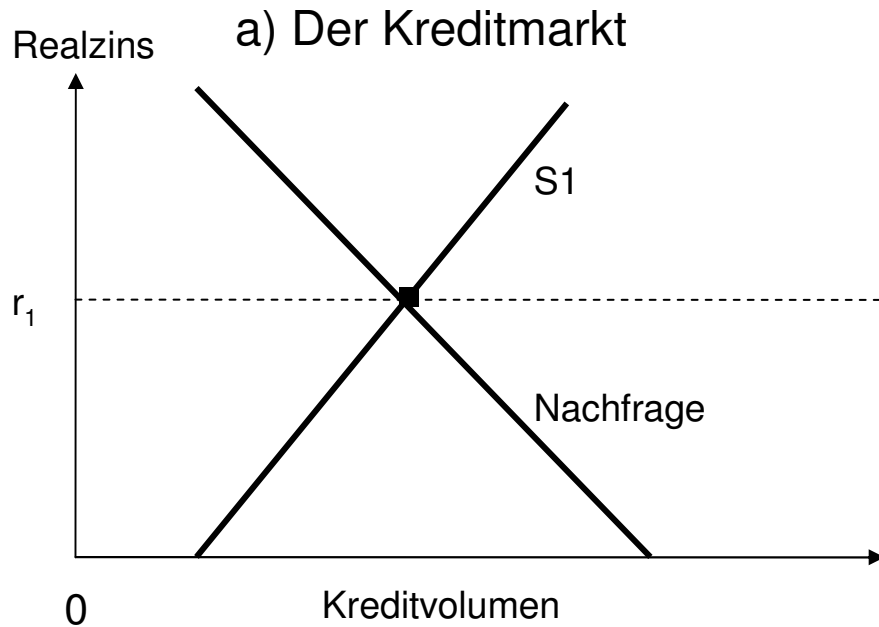 a) Der Kreditmarkt
Realzins
S1
r₁
Nachfrage
0
Kreditvolumen